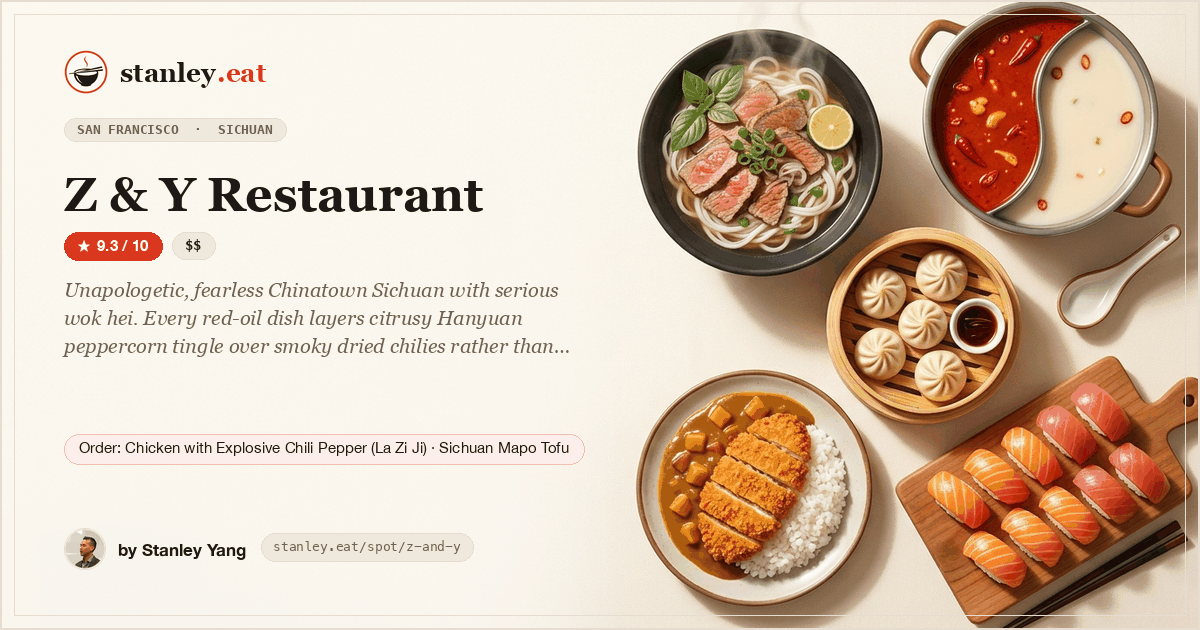 stanley.eat
SAN FRANCISCO · SICHUAN
Z & Y Restaurant
★ 9.3 / 10 $$
Unapologetic, fearless Chinatown Sichuan with serious
wok hei. Every red-oil dish layers citrusy Hanyuan
peppercorn tingle over smoky dried chilies rather than...
Order: Chicken with Explosive Chili Pepper (La Zi Ji) · Sichuan Mapo Tofu
by Stanley Yang stanley.eat/spot/z-and-y